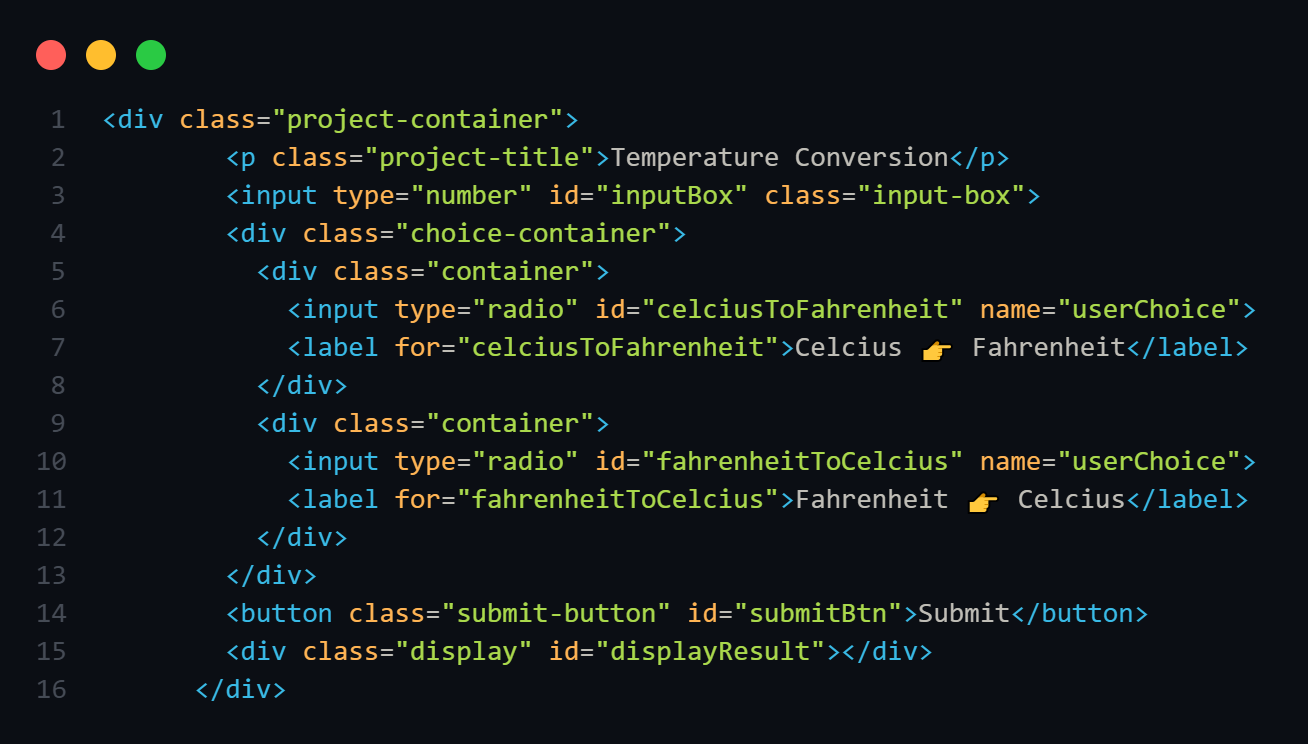 1 <div class="project-container">
2 <p class="project-title">Temperature Conversion</p>
3 <input type="number" id="inputBox" class="input-box">
4 <div class="choice-container">
5 <div class="container">
6 <input type="radio" id="celciusToFahrenheit" name="userChoice">
7 <label for="celciusToFahrenheit">Celcius 👉 Fahrenheit</label>
8 </div>
9 <div class="container">
10 <input type="radio" id="fahrenheitToCelcius" name="userChoice">
11 <label for="fahrenheitToCelcius">Fahrenheit 👉 Celcius</label>
12 </div>
13 </div>
14 <button class="submit-button" id="submitBtn">Submit</button>
15 <div class="display" id="displayResult"></div>
16 </div>